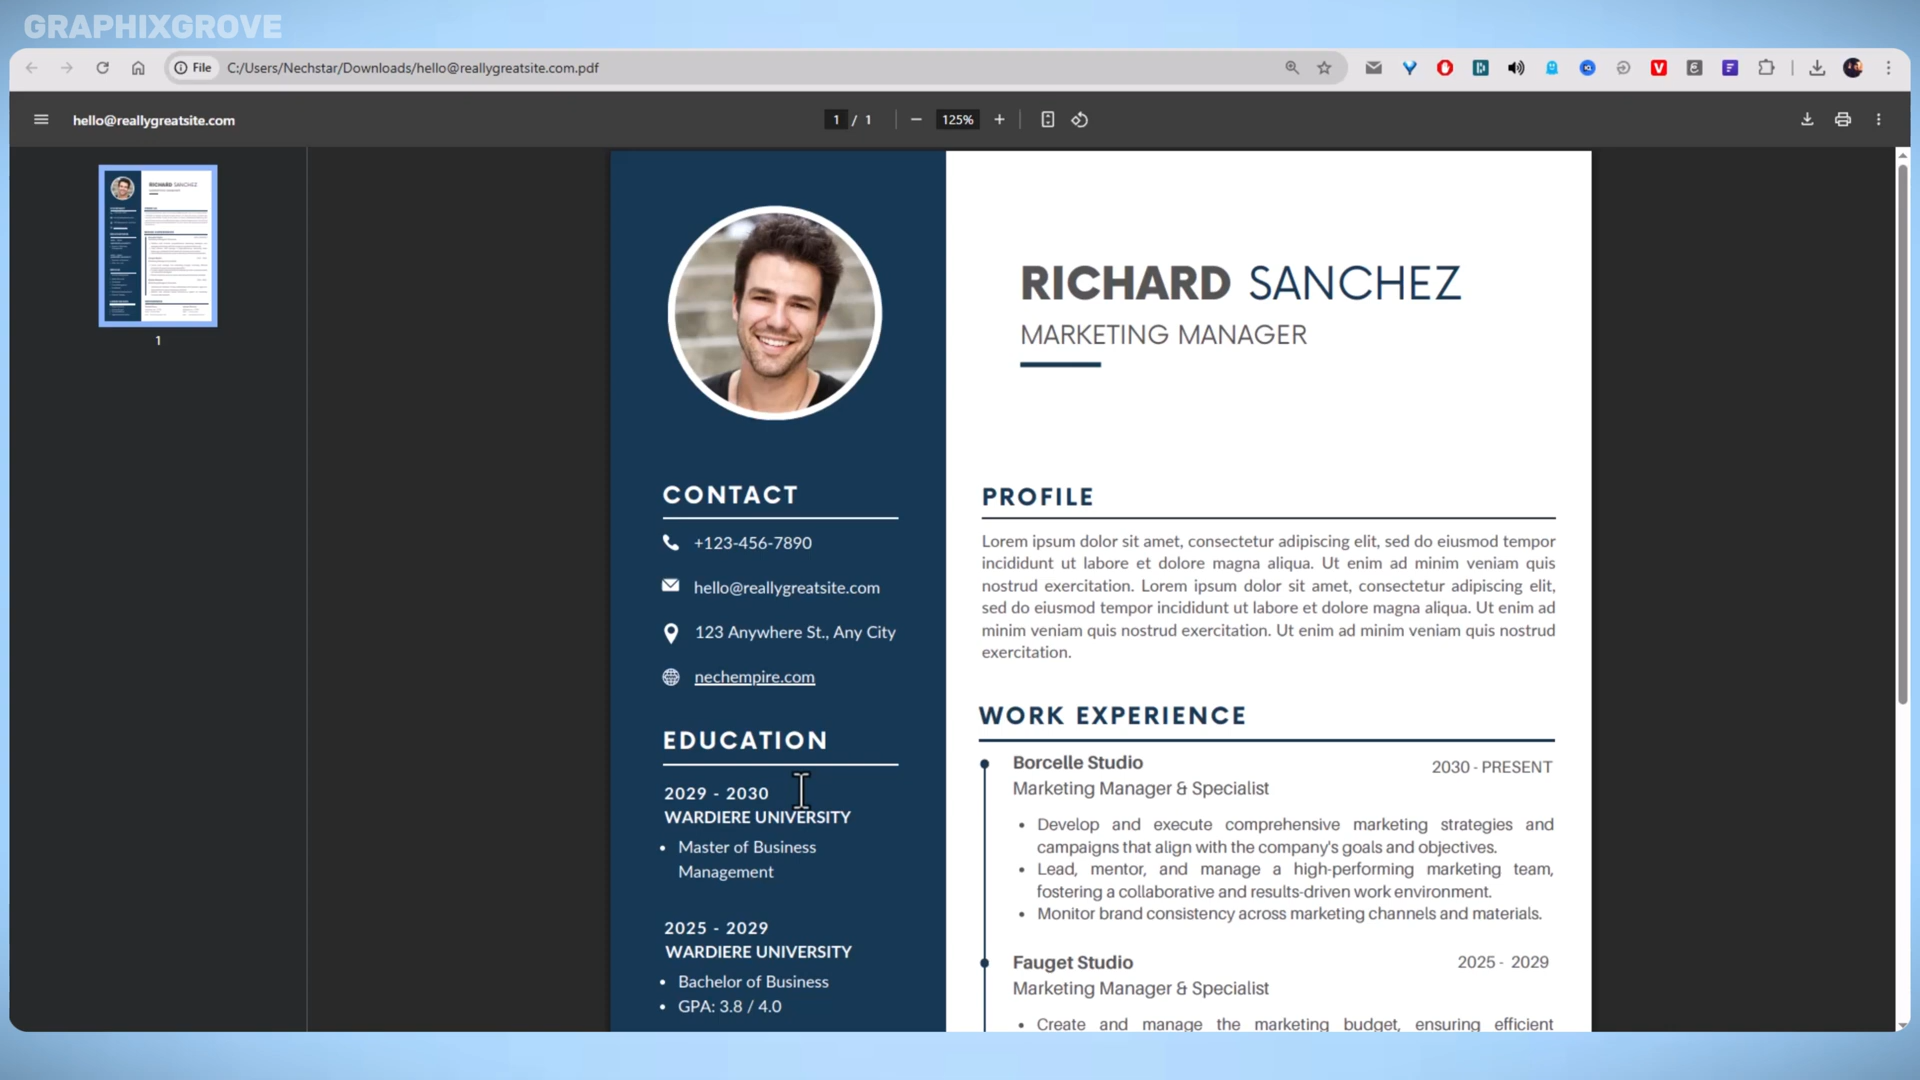 GRAPHIXGROVE
File C:/Users/Nechstar/Downloads/hello@reallygreatsite.com.pdf
hello@reallygreatsite.com
1 / 1
125%
1
RICHARD SANCHEZ
MARKETING MANAGER
CONTACT
+123-456-7890
hello@reallygreatsite.com
123 Anywhere St., Any City
nechempire.com
EDUCATION
2029 - 2030
WARDIERE UNIVERSITY
• Master of Business
Management
2025 - 2029
WARDIERE UNIVERSITY
• Bachelor of Business
• GPA: 3.8 / 4.0
PROFILE
Lorem ipsum dolor sit amet, consectetur adipiscing elit, sed do eiusmod tempor
incididunt ut labore et dolore magna aliqua. Ut enim ad minim veniam quis
nostrud exercitation. Lorem ipsum dolor sit amet, consectetur adipiscing elit,
sed do eiusmod tempor incididunt ut labore et dolore magna aliqua. Ut enim ad
minim veniam quis nostrud exercitation. Ut enim ad minim veniam quis nostrud
exercitation.
WORK EXPERIENCE
Borcelle Studio
2030 - PRESENT
Marketing Manager & Specialist
• Develop and execute comprehensive marketing strategies and
campaigns that align with the company's goals and objectives.
• Lead, mentor, and manage a high-performing marketing team,
fostering a collaborative and results-driven work environment.
• Monitor brand consistency across marketing channels and materials.
Fauget Studio
2025 - 2029
Marketing Manager & Specialist
• Create and manage the marketing budget, ensuring efficient